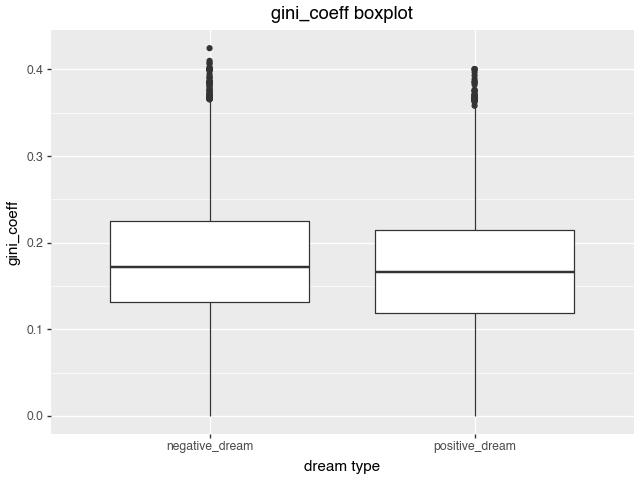 gini_coeff boxplot
0.4
0.3
0.2
0.1
0.0
gini_coeff
negative_dream
positive_dream
dream type